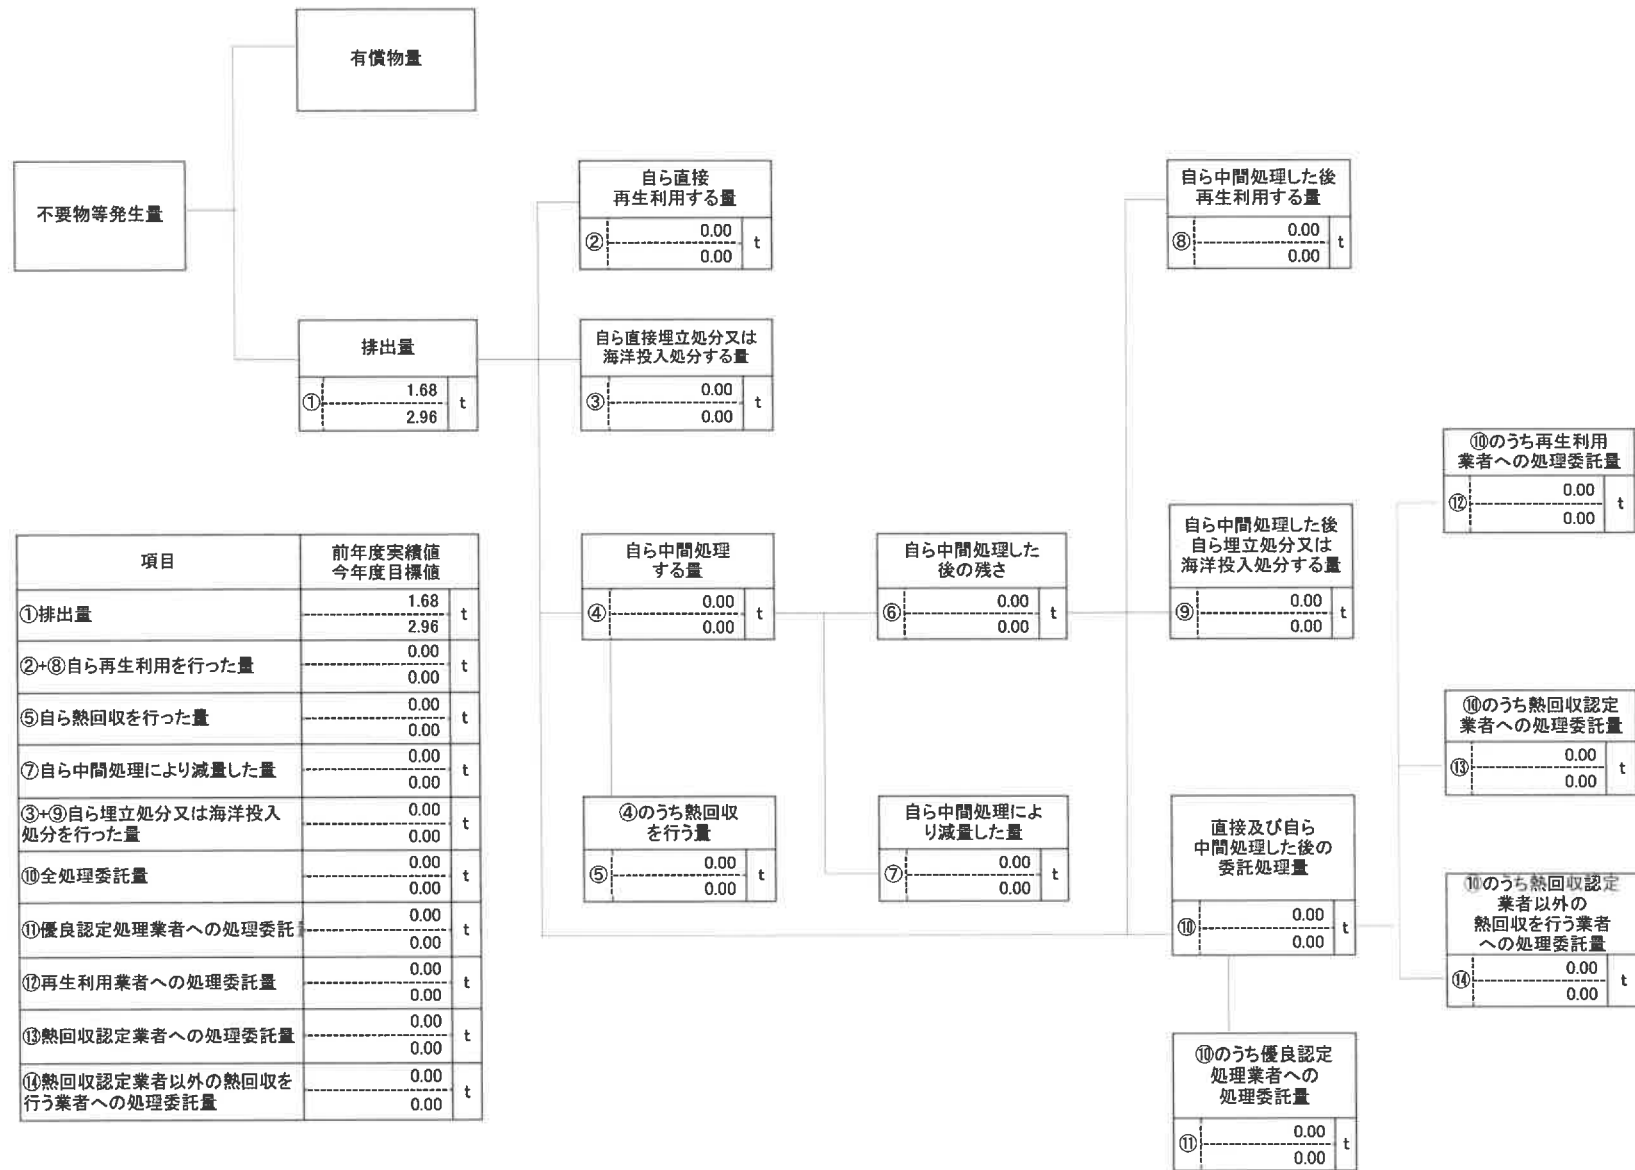 有償物量
不要物等発生量
排出量
①
1.68
2.96
t
自ら直接
再生利用する量
②
0.00
0.00
t
自ら直接埋立処分又は
海洋投入処分する量
③
0.00
0.00
t
自ら中間処理
する量
④
0.00
0.00
t
④のうち熱回収
を行う量
⑤
0.00
0.00
t
自ら中間処理した
後の残さ
⑥
0.00
0.00
t
自ら中間処理によ
り減量した量
⑦
0.00
0.00
t
自ら中間処理した後
再生利用する量
⑧
0.00
0.00
t
自ら中間処理した後
自ら埋立処分又は
海洋投入処分する量
⑨
0.00
0.00
t
直接及び自ら
中間処理した後の
委託処理量
⑩
0.00
0.00
t
⑩のうち優良認定
処理業者への
処理委託量
⑪
0.00
0.00
t
⑩のうち再生利用
業者への処理委託量
⑫
0.00
0.00
t
⑩のうち熱回収認定
業者への処理委託量
⑬
0.00
0.00
t
⑩のうち熱回収認定
業者以外の
熱回収を行う業者
への処理委託量
⑭
0.00
0.00
t
項目
前年度実績値
今年度目標値
①排出量
1.68
2.96
t
②+⑧自ら再生利用を行った量
0.00
0.00
t
⑤自ら熱回収を行った量
0.00
0.00
t
⑦自ら中間処理により減量した量
0.00
0.00
t
③+⑨自ら埋立処分又は海洋投入
処分を行った量
0.00
0.00
t
⑩全処理委託量
0.00
0.00
t
⑪優良認定処理業者への処理委託
0.00
0.00
t
⑫再生利用業者への処理委託量
0.00
0.00
t
⑬熱回収認定業者への処理委託量
0.00
0.00
t
⑭熱回収認定業者以外の熱回収を
行う業者への処理委託量
0.00
0.00
t